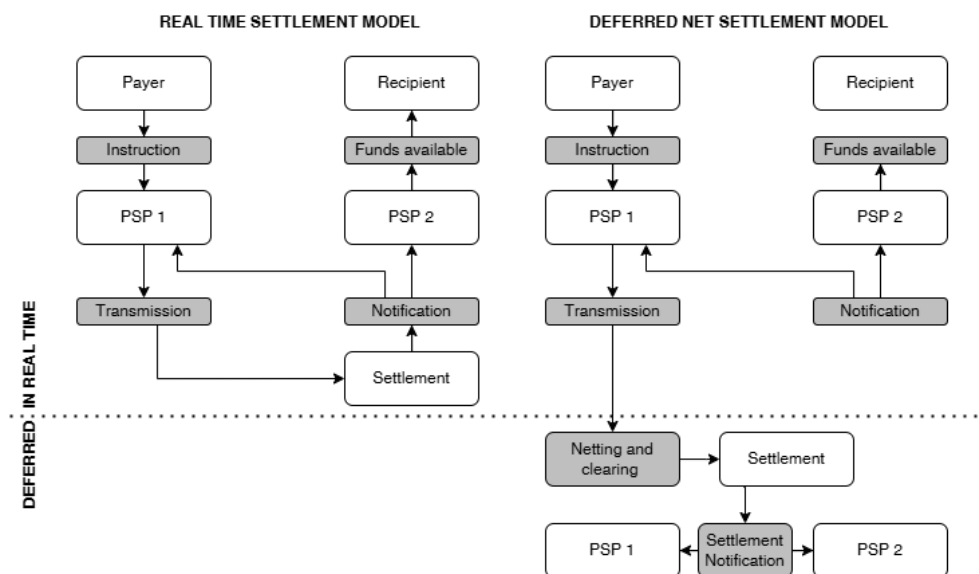 REAL TIME SETTLEMENT MODEL
Payer
Recipient
Instruction
Funds available
PSP 1
PSP 2
Transmission
Notification
Settlement
DEFERRED NET SETTLEMENT MODEL
Payer
Recipient
Instruction
Funds available
PSP 1
PSP 2
Transmission
Notification
IN REAL TIME
DEFERRED
Netting and
clearing
Settlement
PSP 1
Settlement
Notification
PSP 2